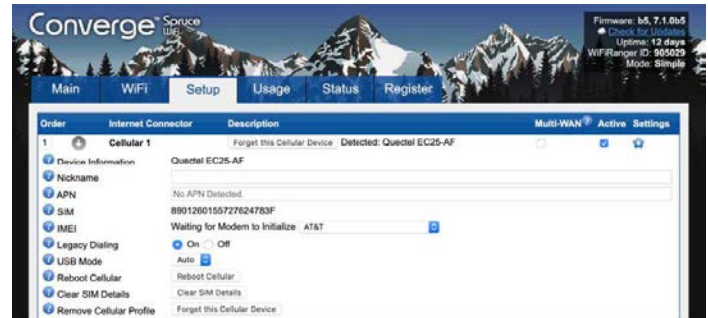 Converge™ Spruce WiFi
Firmware: b5, 7.1.0b5
Check for Updates
Uptime: 12 days
WiFiRanger ID: 905029
Mode: Simple
Main WiFi Setup Usage Status Register
Order Internet Connector Description Multi-WAN Active Settings
1 Cellular 1 Forget this Cellular Device Detected: Quectel EC25-AF
Device Information Quectel EC25-AF
Nickname
APN No APN Detected.
SIM 8901260155727624783F
IMEI Waiting for Modem to Initialize AT&T
Legacy Dialing On Off
USB Mode Auto
Reboot Cellular Reboot Cellular
Clear SIM Details Clear SIM Details
Remove Cellular Profile Forget this Cellular Device